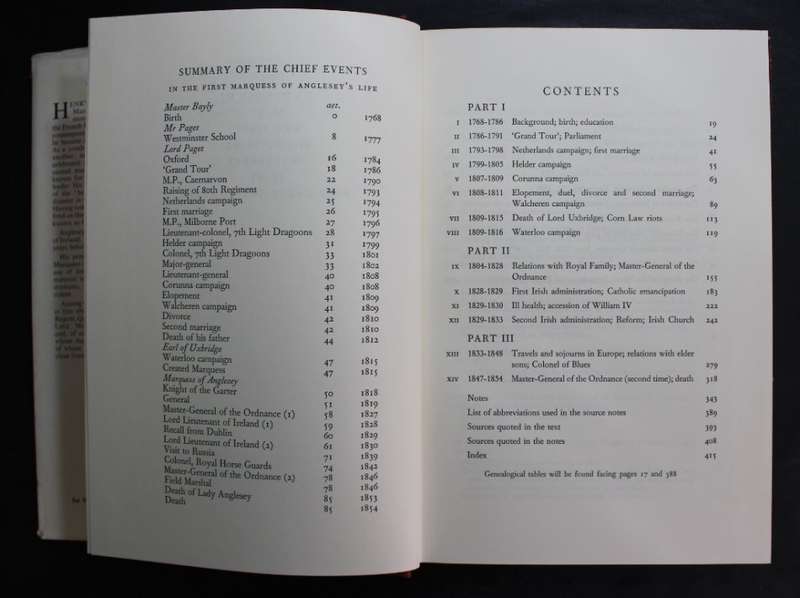 SUMMARY OF THE CHIEF EVENTS
IN THE FIRST MARQUESS OF ANGLESEY'S LIFE
Master Bayly aet.
Birth 0 1768
Mr Paget
Westminster School 8 1777
Lord Paget
Oxford 16 1784
'Grand Tour' 18 1786
M.P., Caernarvon 22 1790
Raising of 80th Regiment 24 1793
Netherlands campaign 25 1794
First marriage 26 1795
M.P., Milborne Port 27 1796
Lieutenant-colonel, 7th Light Dragoons 28 1797
Helder campaign 31 1799
Colonel, 7th Light Dragoons 33 1801
Major-general 33 1802
Lieutenant-general 40 1808
Corunna campaign 40 1808
Elopement 41 1809
Walcheren campaign 41 1809
Divorce 42 1810
Second marriage 42 1810
Death of his father 44 1812
Earl of Uxbridge
Waterloo campaign 47 1815
Created Marquess 47 1815
Marquess of Anglesey
Knight of the Garter 50 1818
General 51 1819
Master-General of the Ordnance (1) 58 1827
Lord Lieutenant of Ireland (1) 59 1828
Recall from Dublin 60 1829
Lord Lieutenant of Ireland (2) 61 1830
Visit to Russia 71 1839
Colonel, Royal Horse Guards 74 1842
Master-General of the Ordnance (2) 78 1846
Field Marshal 78 1846
Death of Lady Anglesey 85 1853
Death 85 1854
CONTENTS
PART I
I 1768-1786 Background; birth; education 19
II 1786-1791 'Grand Tour'; Parliament 24
III 1793-1798 Netherlands campaign; first marriage 41
IV 1799-1805 Helder campaign 55
V 1807-1809 Corunna campaign 63
VI 1808-1811 Elopement, duel, divorce and second marriage;
Walcheren campaign 89
VII 1809-1815 Death of Lord Uxbridge; Corn Law riots 113
VIII 1809-1816 Waterloo campaign 119
PART II
IX 1804-1828 Relations with Royal Family; Master-General of the
Ordnance 155
X 1828-1829 First Irish administration; Catholic emancipation 183
XI 1829-1830 Ill health; accession of William IV 222
XII 1829-1833 Second Irish administration; Reform; Irish Church 242
PART III
XIII 1833-1848 Travels and sojourns in Europe; relations with elder
sons; Colonel of Blues 279
XIV 1847-1854 Master-General of the Ordnance (second time); death 318
Notes 343
List of abbreviations used in the source notes 389
Sources quoted in the text 393
Sources quoted in the notes 408
Index 415
Genealogical tables will be found facing pages 17 and 388